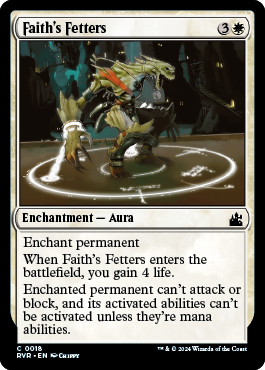 Faith's Fetters 3
Enchantment — Aura
Enchant permanent
When Faith's Fetters enters the
battlefield, you gain 4 life.
Enchanted permanent can't attack or
block, and its activated abilities can't
be activated unless they're mana
abilities.
C 0018 ™ & © 2024 Wizards of the Coast
RVR • EN Chippy